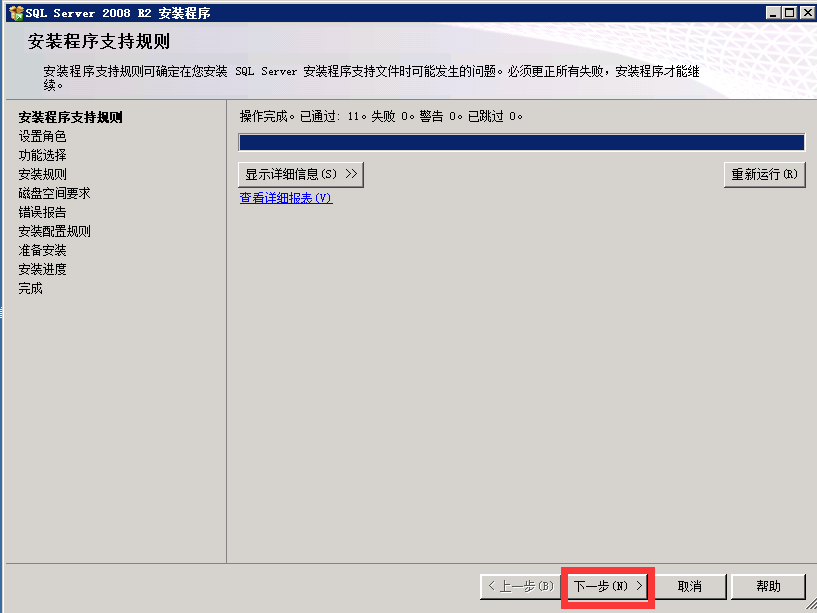 SQL Server 2008 R2 安装程序
安装程序支持规则
安装程序支持规则可确定在您安装 SQL Server 安装程序支持文件时可能发生的问题。必须更正所有失败，安装程序才能继
续。
安装程序支持规则
设置角色
功能选择
安装规则
磁盘空间要求
错误报告
安装配置规则
准备安装
安装进度
完成
操作完成。已通过: 11。失败 0。警告 0。已跳过 0。
显示详细信息(S) >>
重新运行(R)
查看详细报表(V)
< 上一步(B)
下一步(N) >
取消
帮助